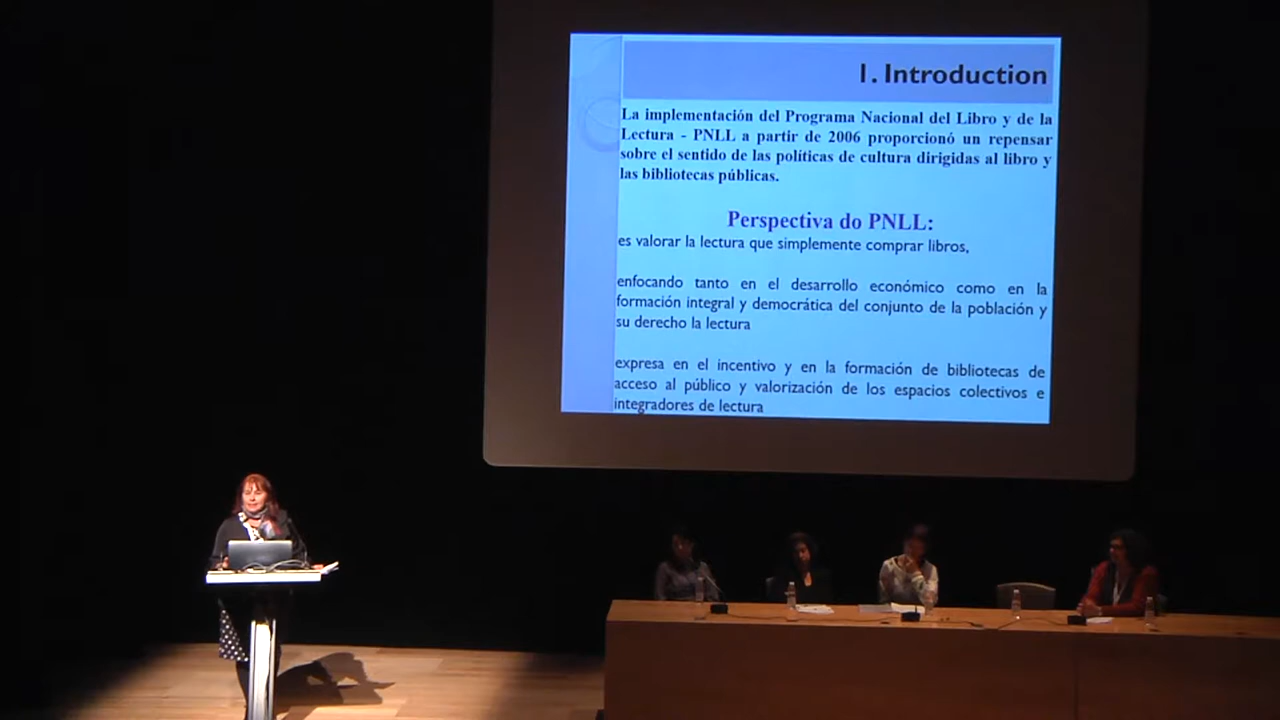 1. Introduction
La implementación del Programa Nacional del Libro y de la
Lectura - PNLL a partir de 2006 proporcionó un repensar
sobre el sentido de las políticas de cultura dirigidas al libro y
las bibliotecas públicas.
Perspectiva do PNLL:
es valorar la lectura que simplemente comprar libros,
enfocando tanto en el desarrollo económico como en la
formación integral y democrática del conjunto de la población y
su derecho la lectura
expresa en el incentivo y en la formación de bibliotecas de
acceso al público y valorización de los espacios colectivos e
integradores de lectura